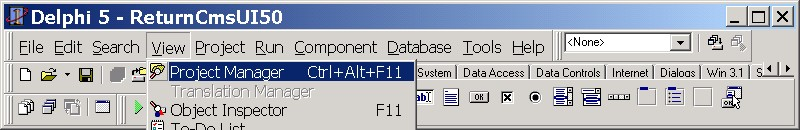 Delphi 5 - ReturnCmsUI50
File Edit Search View Project Run Component Database Tools Help <None>
Project Manager Ctrl+Alt+F11 System Data Access Data Controls Internet Dialogs Win 3.1 S
Translation Manager
Object Inspector F11
To-Do List